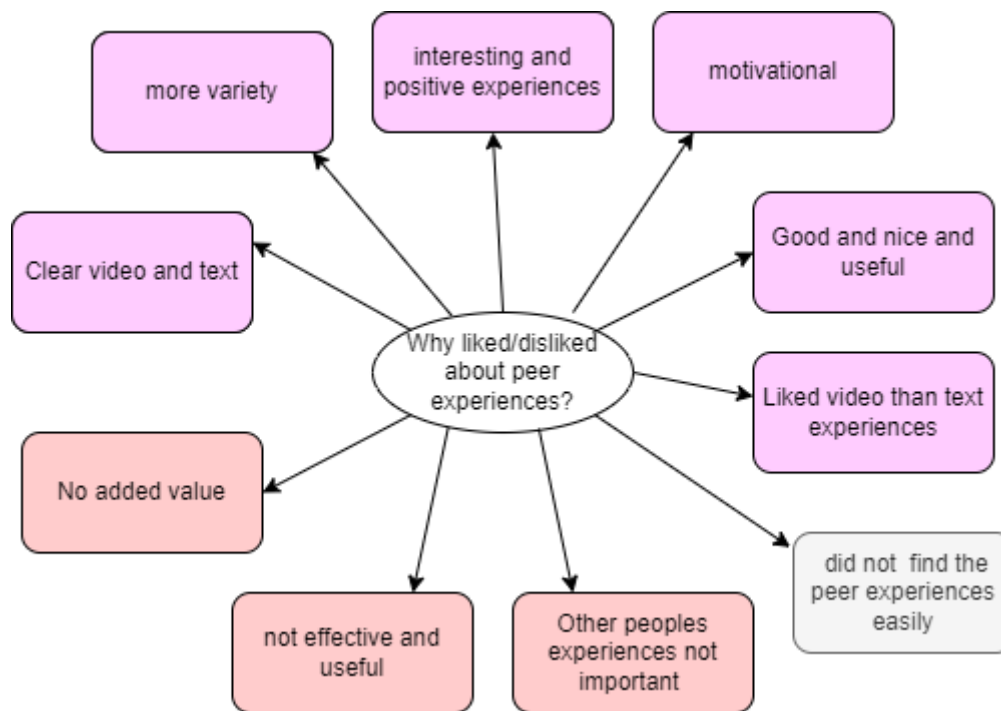 interesting and
positive experiences
motivational
more variety
Good and nice and
useful
Clear video and text
Why liked/disliked
about peer
experiences?
Liked video than text
experiences
No added value
did not  find the
peer experiences
easily
not effective and
useful
Other peoples
experiences not
important